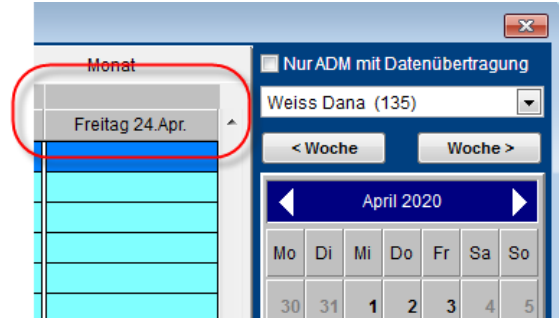 Monat
Freitag 24.Apr.
Nur ADM mit Datenübertragung
Weiss Dana (135)
< Woche Woche >
April 2020
Mo Di Mi Do Fr Sa So
30 31 1 2 3 4 5